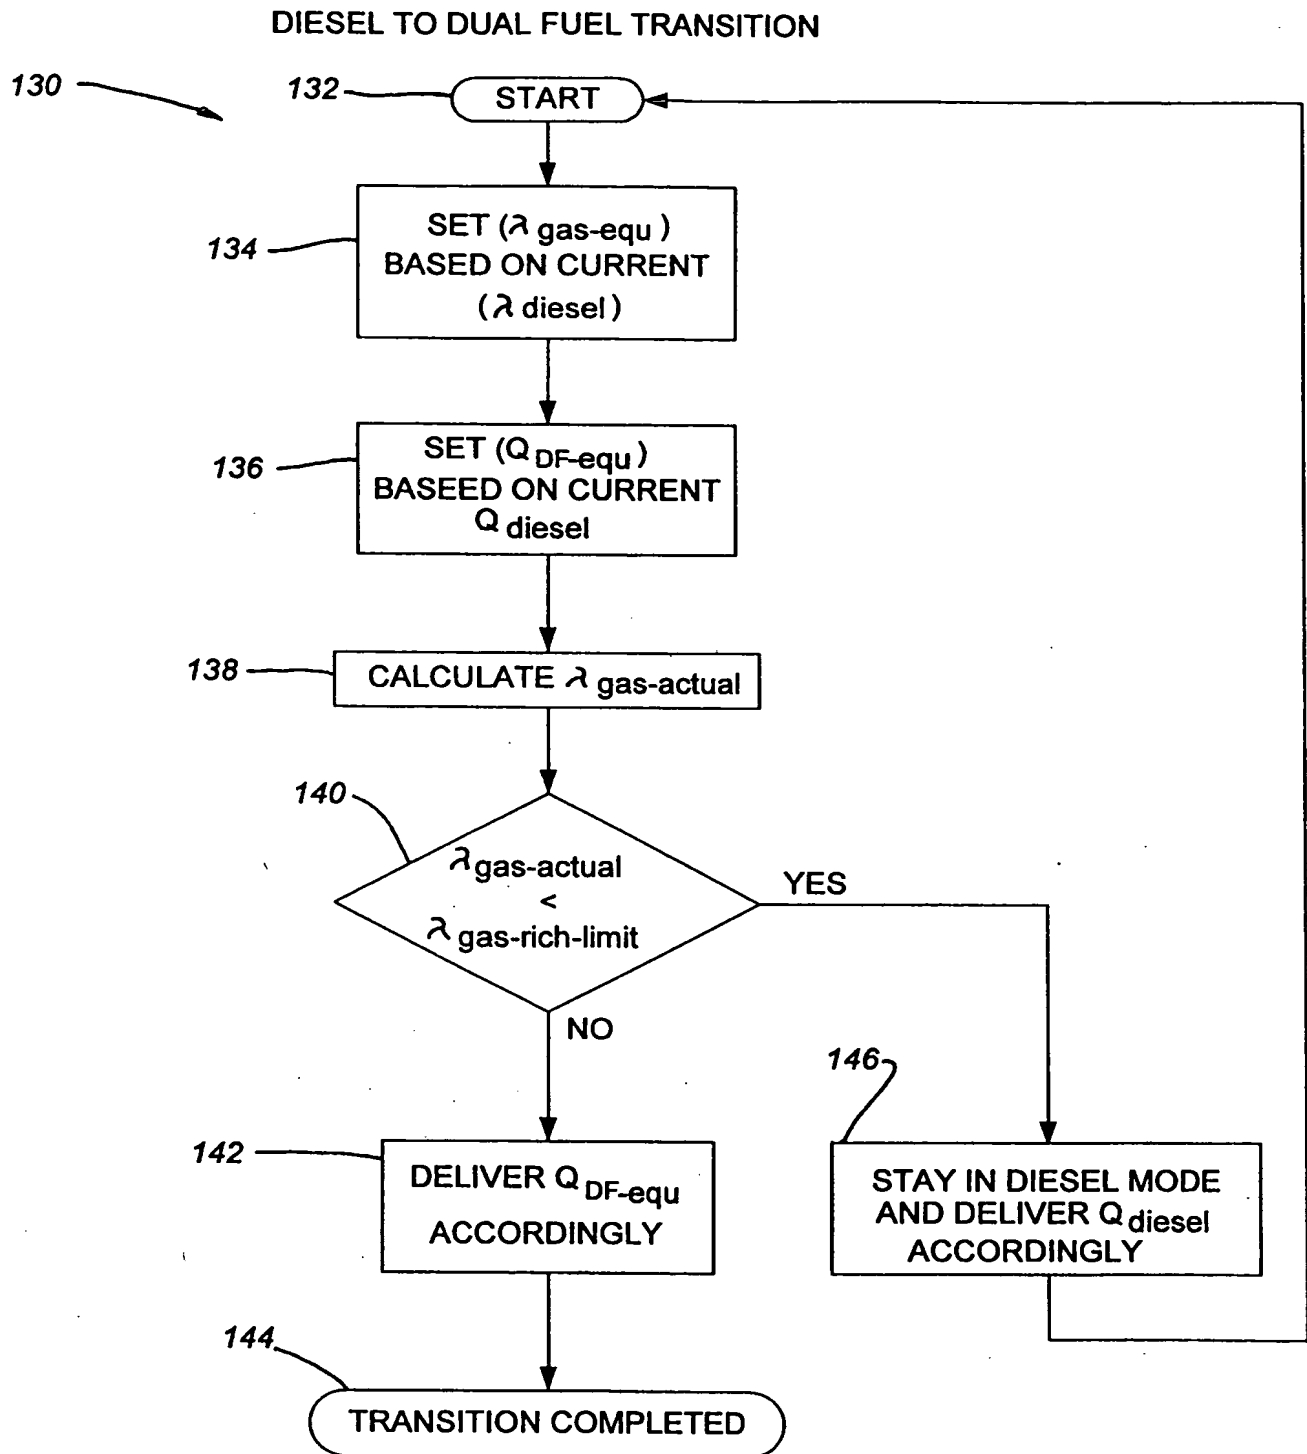 DIESEL TO DUAL FUEL TRANSITION
130
132
START
134
SET (λ gas-equ)
BASED ON CURRENT
(λ diesel)
136
SET (Q DF-equ)
BASEED ON CURRENT
Q diesel
138
CALCULATE λ gas-actual
140
λ gas-actual
<
λ gas-rich-limit
YES
NO
146
142
DELIVER Q DF-equ
ACCORDINGLY
STAY IN DIESEL MODE
AND DELIVER Q diesel
ACCORDINGLY
144
TRANSITION COMPLETED